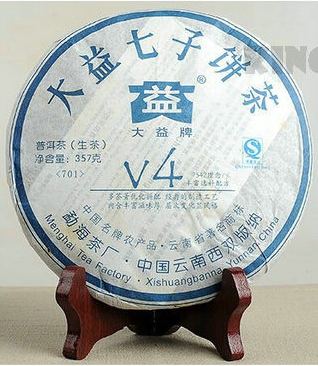 XING
大益七子饼茶
益®
大益牌
普洱茶（生茶）
净含量：357克
<701>
V4
中国名牌农产品·云南省著名商标
勐海茶厂·中国云南西双版纳
Menghai Tea Factory · Xishuangbanna Yunnan China